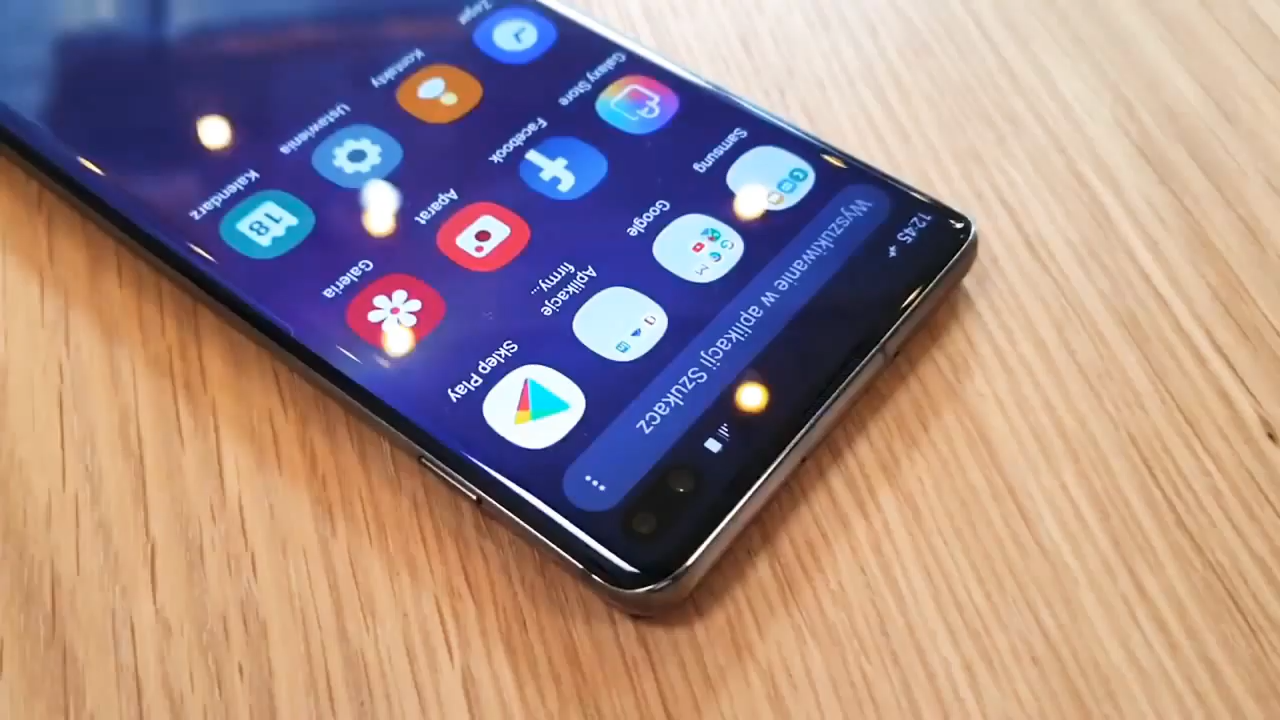 12:45
Wyszukiwanie w aplikacji Szukacz
Samsung
Google
Aplikacje
firmy...
Sklep Play
Galaxy Store
Facebook
Aparat
Galeria
Zegar
Kontakty
Ustawienia
Kalendarz
18